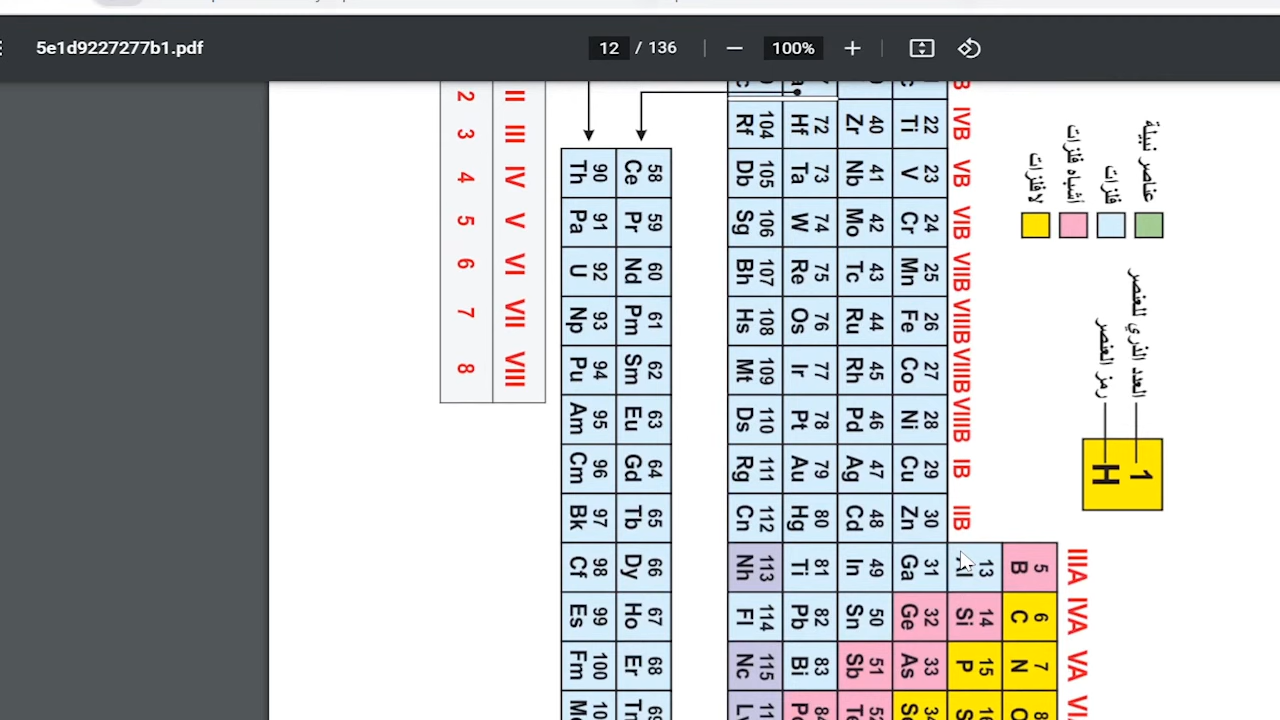 5e1d9227277b1.pdf
12 / 136
100%
عناصر نبيلة
فلزات
أشباه فلزات
لافلزات
العدد الذري للعنصر
رمز العنصر
1
H
IIIA IVA VA
5 6 7
B C N
IVB VB VIB VIIB VIIIB VIIIB VIIIB IB IIB
13 14 15
Al Si P
22 23 24 25 26 27 28 29 30 31 32 33
Ti V Cr Mn Fe Co Ni Cu Zn Ga Ge As
40 41 42 43 44 45 46 47 48 49 50 51
Zr Nb Mo Tc Ru Rh Pd Ag Cd In Sn Sb
72 73 74 75 76 77 78 79 80 81 82 83
Hf Ta W Re Os Ir Pt Au Hg Ti Pb Bi
104 105 106 107 108 109 110 111 112 113 114 115
Rf Db Sg Bh Hs Mt Ds Rg Cn Nh Fl Nc
58 59 60 61 62 63 64 65 66 67 68
Ce Pr Nd Pm Sm Eu Gd Tb Dy Ho Er
90 91 92 93 94 95 96 97 98 99 100
Th Pa U Np Pu Am Cm Bk Cf Es Fm
II III IV V VI VII VIII
2 3 4 5 6 7 8